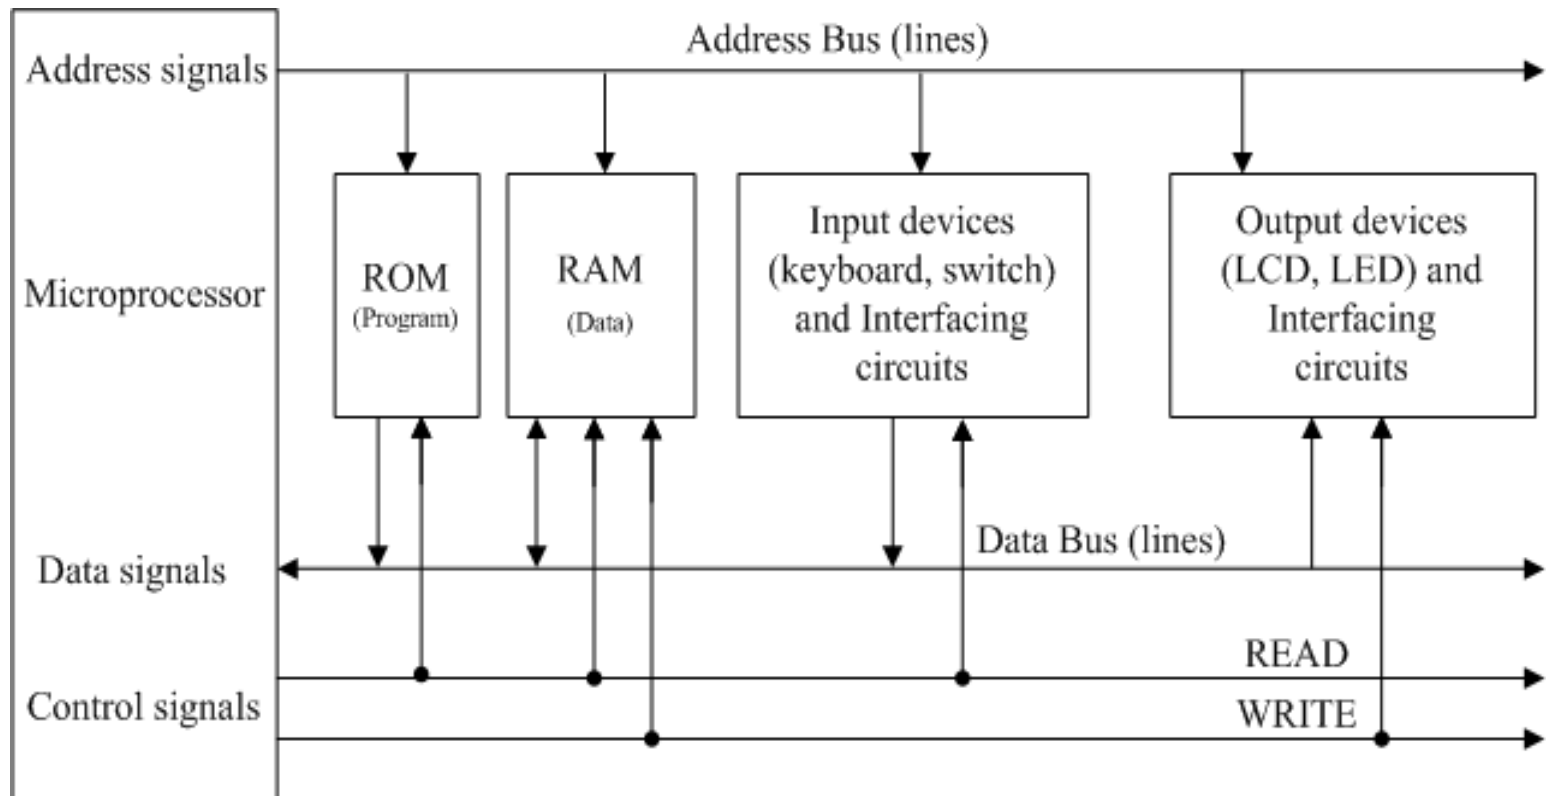 Address Bus (lines)
Address signals
Microprocessor
ROM
(Program)
RAM
(Data)
Input devices
(keyboard, switch)
and Interfacing
circuits
Output devices
(LCD, LED) and
Interfacing
circuits
Data Bus (lines)
Data signals
READ
Control signals
WRITE